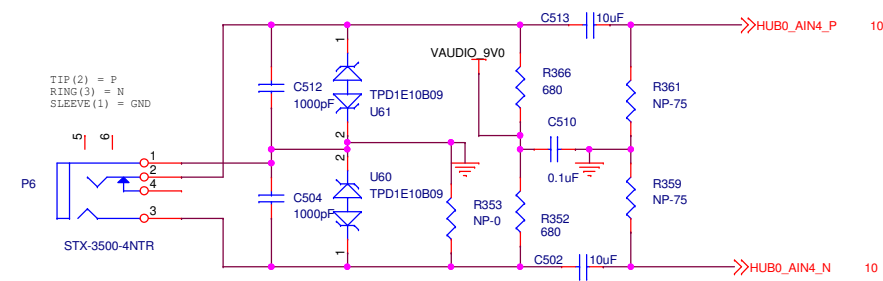 C513
10uF
HUB0_AIN4_P
10
1
VAUDIO_9V0
TIP(2) = P
RING(3) = N
SLEEVE(1) = GND
C512
1000pF
TPD1E10B09
U61
R366
680
R361
NP-75
5
6
C510
2
1
2
4
3
2
0.1uF
P6
C504
1000pF
U60
TPD1E10B09
R353
NP-0
R352
680
R359
NP-75
STX-3500-4NTR
1
C502
10uF
HUB0_AIN4_N
10